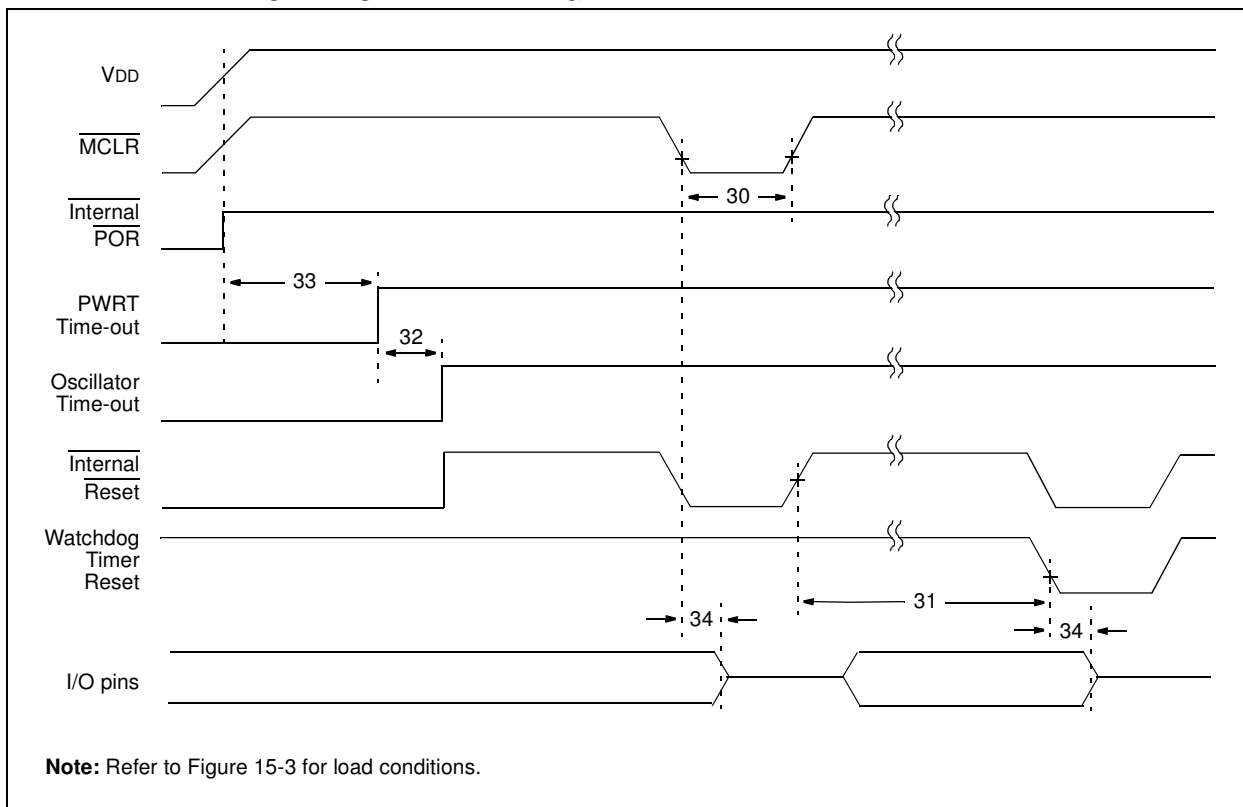 VDD
MCLR
30
Internal
POR
33
PWRT
Time-out
32
Oscillator
Time-out
Internal
Reset
Watchdog
Timer
Reset
31
34
34
I/O pins
Note: Refer to Figure 15-3 for load conditions.